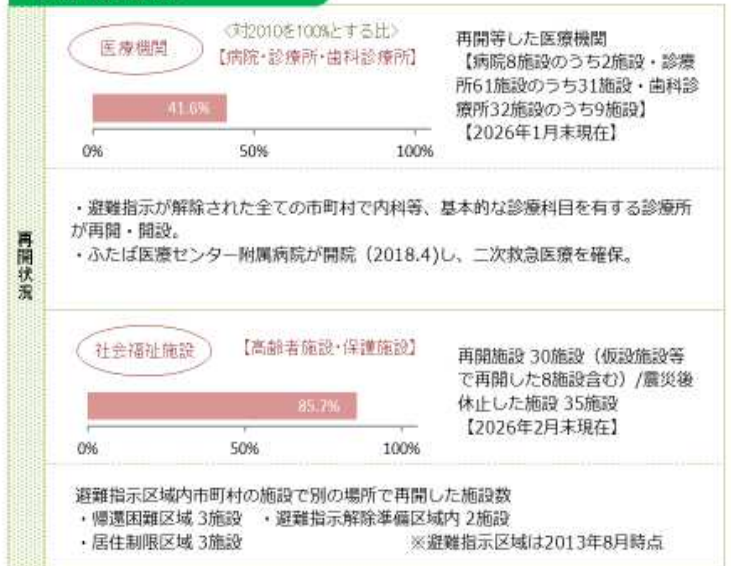 医療機関
〈対2010を100%とする比〉
【病院・診療所・歯科診療所】
41.6%
0% 50% 100%
再開等した医療機関
【病院8施設のうち2施設・診療
所61施設のうち31施設・歯科診
療所32施設のうち9施設】
【2026年1月末現在】
再開状況
・避難指示が解除された全ての市町村で内科等、基本的な診療科目を有する診療所
が再開・開設。
・ふたば医療センター附属病院が開院（2018.4)し、二次救急医療を確保。
社会福祉施設
【高齢者施設・保護施設】
85.7%
0% 50% 100%
再開施設 30施設（仮設施設等
で再開した8施設含む）/震災後
休止した施設 35施設
【2026年2月末現在】
避難指示区域内市町村の施設で別の場所で再開した施設数
・帰還困難区域 3施設 ・避難指示解除準備区域内 2施設
・居住制限区域 3施設 ※避難指示区域は2013年8月時点